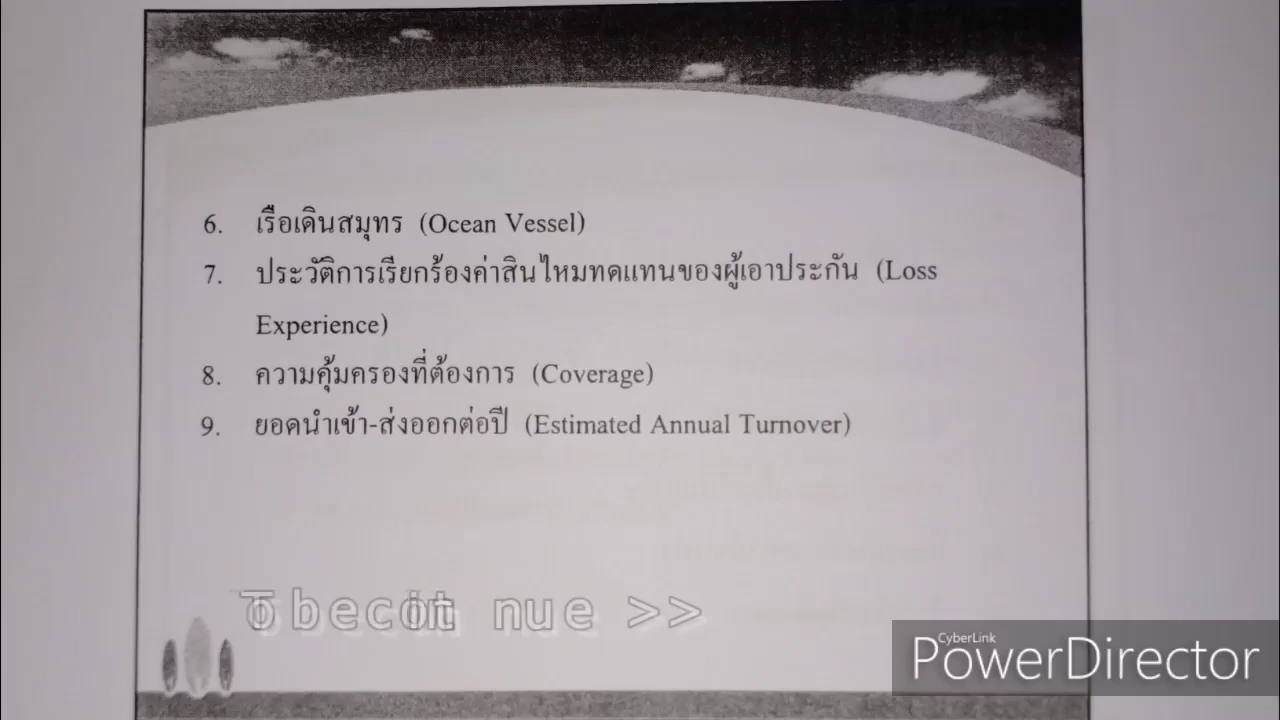 6. เรือเดินสมุทร (Ocean Vessel)
7. ประวัติการเรียกร้องค่าสินไหมทดแทนของผู้เอาประกัน (Loss
Experience)
8. ความคุ้มครองที่ต้องการ (Coverage)
9. ยอดนำเข้า-ส่งออกต่อปี (Estimated Annual Turnover)
>>
CyberLink
PowerDirector